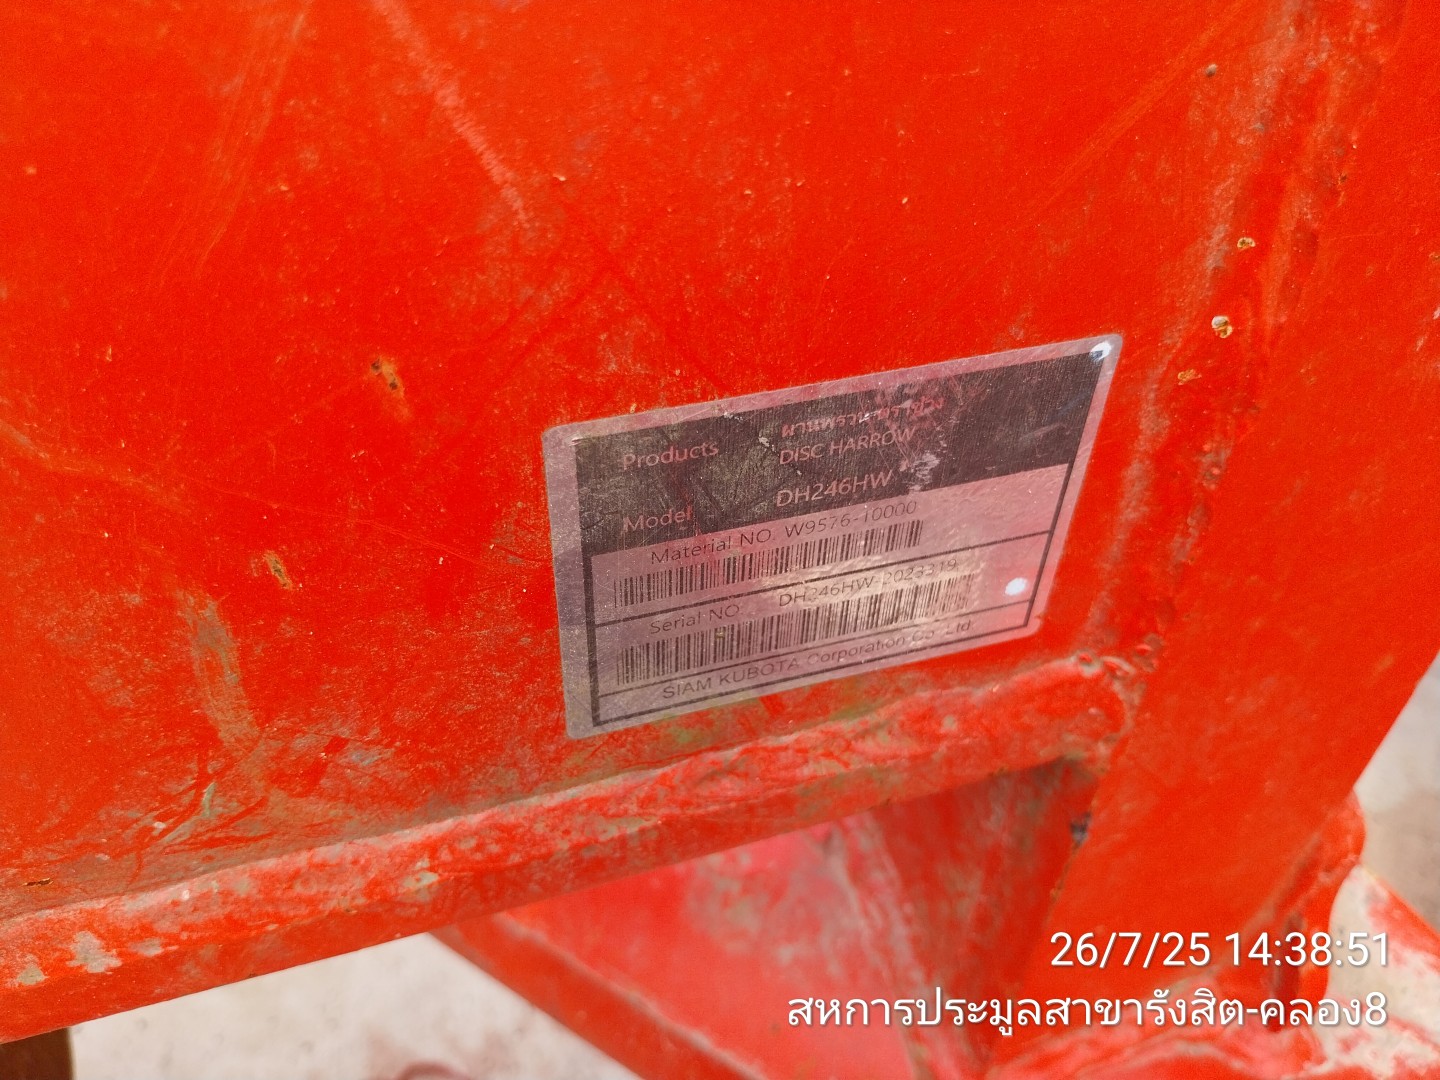 Products
DISC HARROW
Model DH246HW
Material NO. W9576-10000
Serial NO. DH246HW-2023319
SIAM KUBOTA Corporation Co., Ltd.
26/7/25 14:38:51
สหการประมูลสาขารังสิต-คลอง8